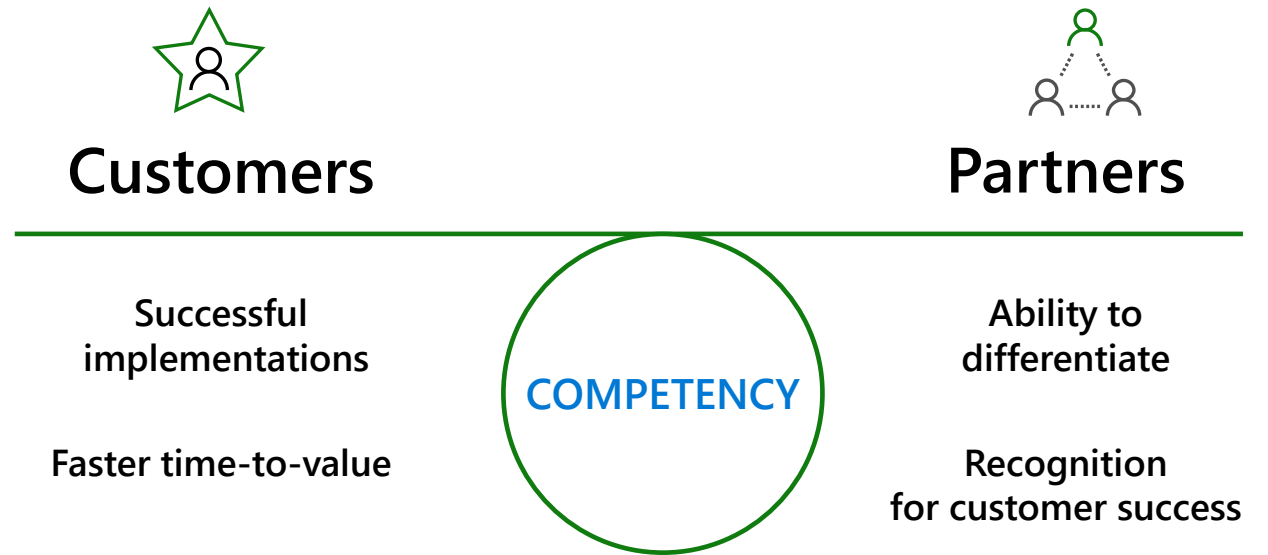 Customers
Partners
Successful
implementations
Faster time-to-value
COMPETENCY
Ability to
differentiate
Recognition
for customer success